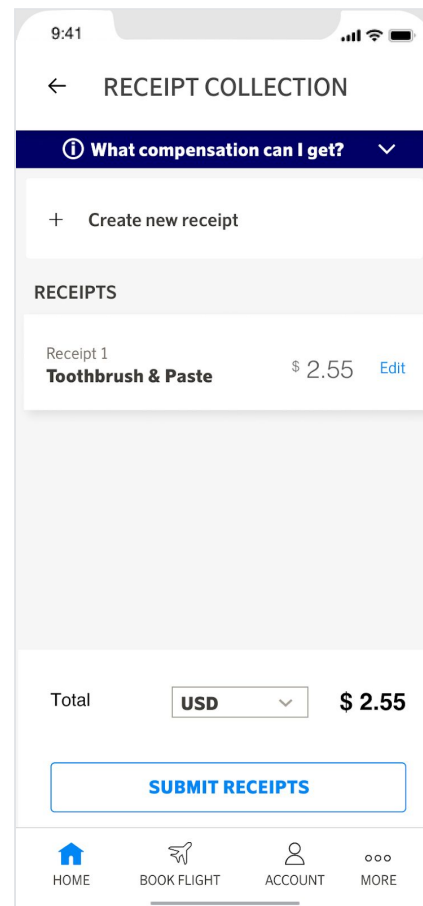 9:41
RECEIPT COLLECTION
What compensation can I get?
+ Create new receipt
RECEIPTS
Receipt 1
Toothbrush & Paste
$ 2.55 Edit
Total USD $ 2.55
SUBMIT RECEIPTS
HOME BOOK FLIGHT ACCOUNT MORE